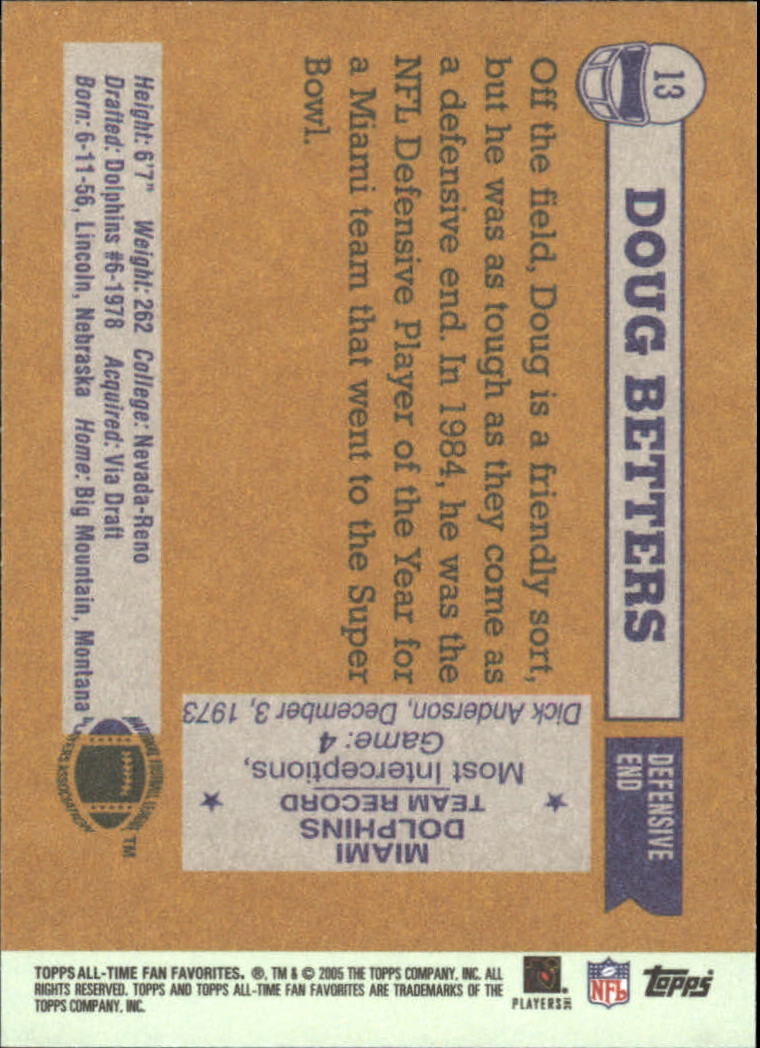 13
DOUG BETTERS
DEFENSIVE
END
Off the field, Doug is a friendly sort,
but he was as tough as they come as
a defensive end. In 1984, he was the
NFL Defensive Player of the Year for
a Miami team that went to the Super
Bowl.
MIAMI
DOLPHINS
TEAM RECORD
Most Interceptions,
Game: 4
Dick Anderson, December 3, 1973
Height: 6'7" Weight: 262 College: Nevada-Reno
Drafted: Dolphins #6-1978 Acquired: Via Draft
Born: 6-11-56, Lincoln, Nebraska Home: Big Mountain, Montana
TM
TOPPS ALL-TIME FAN FAVORITES. ®, TM & © 2005 THE TOPPS COMPANY, INC. ALL
RIGHTS RESERVED. TOPPS AND TOPPS ALL-TIME FAN FAVORITES ARE TRADEMARKS OF THE
TOPPS COMPANY, INC.
PLAYERS INC
NFL
topps